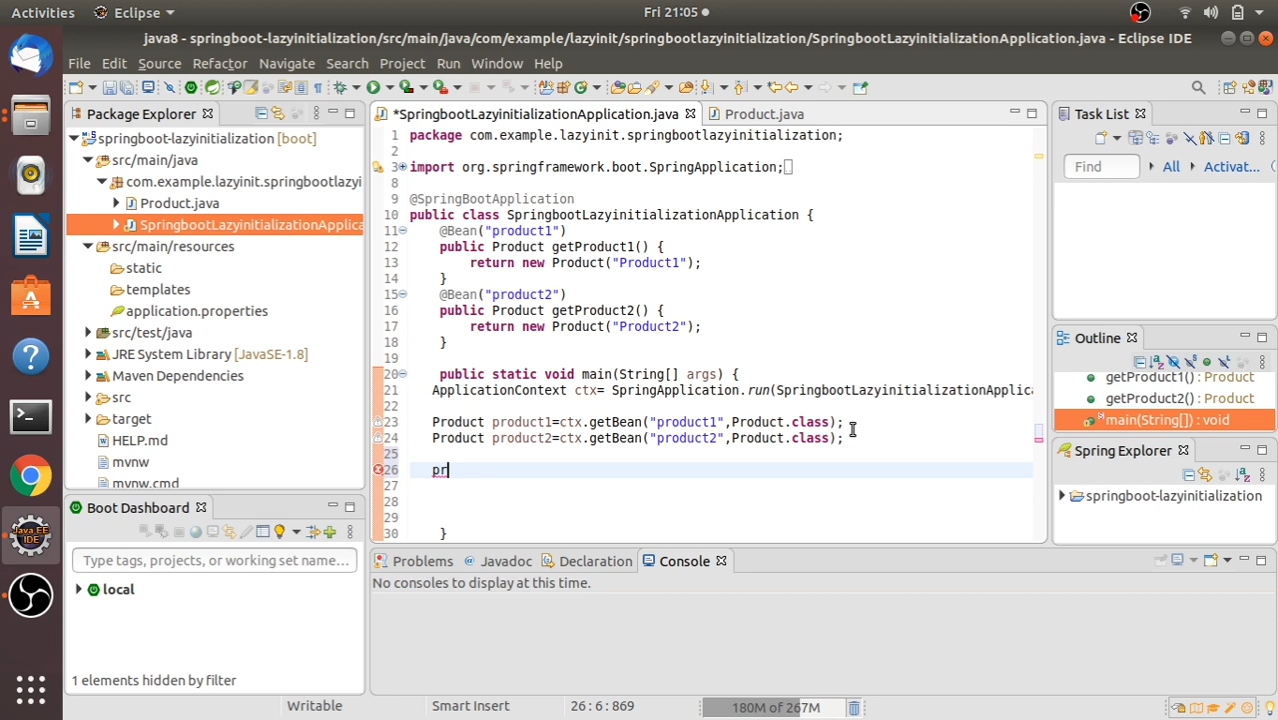 Activities Eclipse Fri 21:05
java8 - springboot-lazyinitialization/src/main/java/com/example/lazyinit/springbootlazyinitialization/SpringbootLazyinitializationApplication.java - Eclipse IDE
File Edit Source Refactor Navigate Search Project Run Window Help
Package Explorer
springboot-lazyinitialization [boot]
src/main/java
com.example.lazyinit.springbootlazyi
Product.java
SpringbootLazyinitializationApplica
src/main/resources
static
templates
application.properties
src/test/java
JRE System Library [JavaSE-1.8]
Maven Dependencies
src
target
HELP.md
mvnw
mvnw.cmd
Boot Dashboard
Type tags, projects, or working set name...
local
1 elements hidden by filter
*SpringbootLazyinitializationApplication.java Product.java
1 package com.example.lazyinit.springbootlazyinitialization;
2
3 import org.springframework.boot.SpringApplication;
8
9 @SpringBootApplication
10 public class SpringbootLazyinitializationApplication {
11 @Bean("product1")
12 public Product getProduct1() {
13 return new Product("Product1");
14 }
15 @Bean("product2")
16 public Product getProduct2() {
17 return new Product("Product2");
18 }
19
20 public static void main(String[] args) {
21 ApplicationContext ctx= SpringApplication.run(SpringbootLazyinitializationApplica
22
23 Product product1=ctx.getBean("product1",Product.class);
24 Product product2=ctx.getBean("product2",Product.class);
25
26 pr
27
28
29
30 }
Problems Javadoc Declaration Console
No consoles to display at this time.
Task List
Find All Activat...
Outline
getProduct1() : Product
getProduct2() : Product
main(String[]) : void
Spring Explorer
springboot-lazyinitialization
Writable Smart Insert 26 : 6 : 869 180M of 267M
Java EE IDE